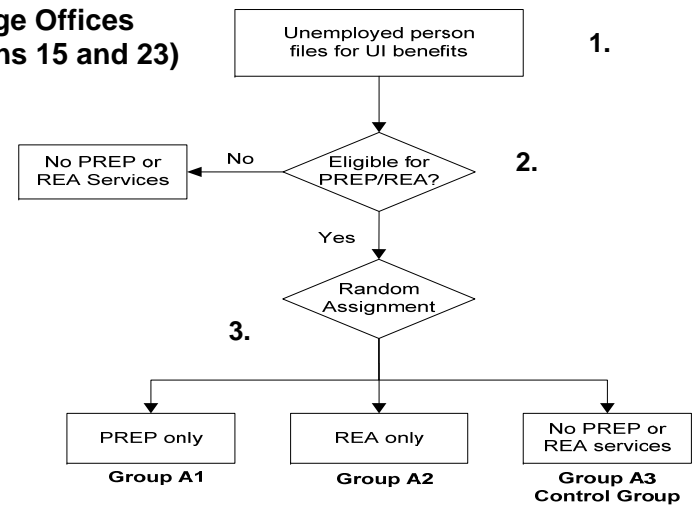 ge Offices
ns 15 and 23)
Unemployed person
files for UI benefits
1.
No PREP or
REA Services
No
Eligible for
PREP/REA?
2.
Yes
Random
Assignment
3.
PREP only
REA only
No PREP or
REA services
Group A1
Group A2
Group A3
Control Group